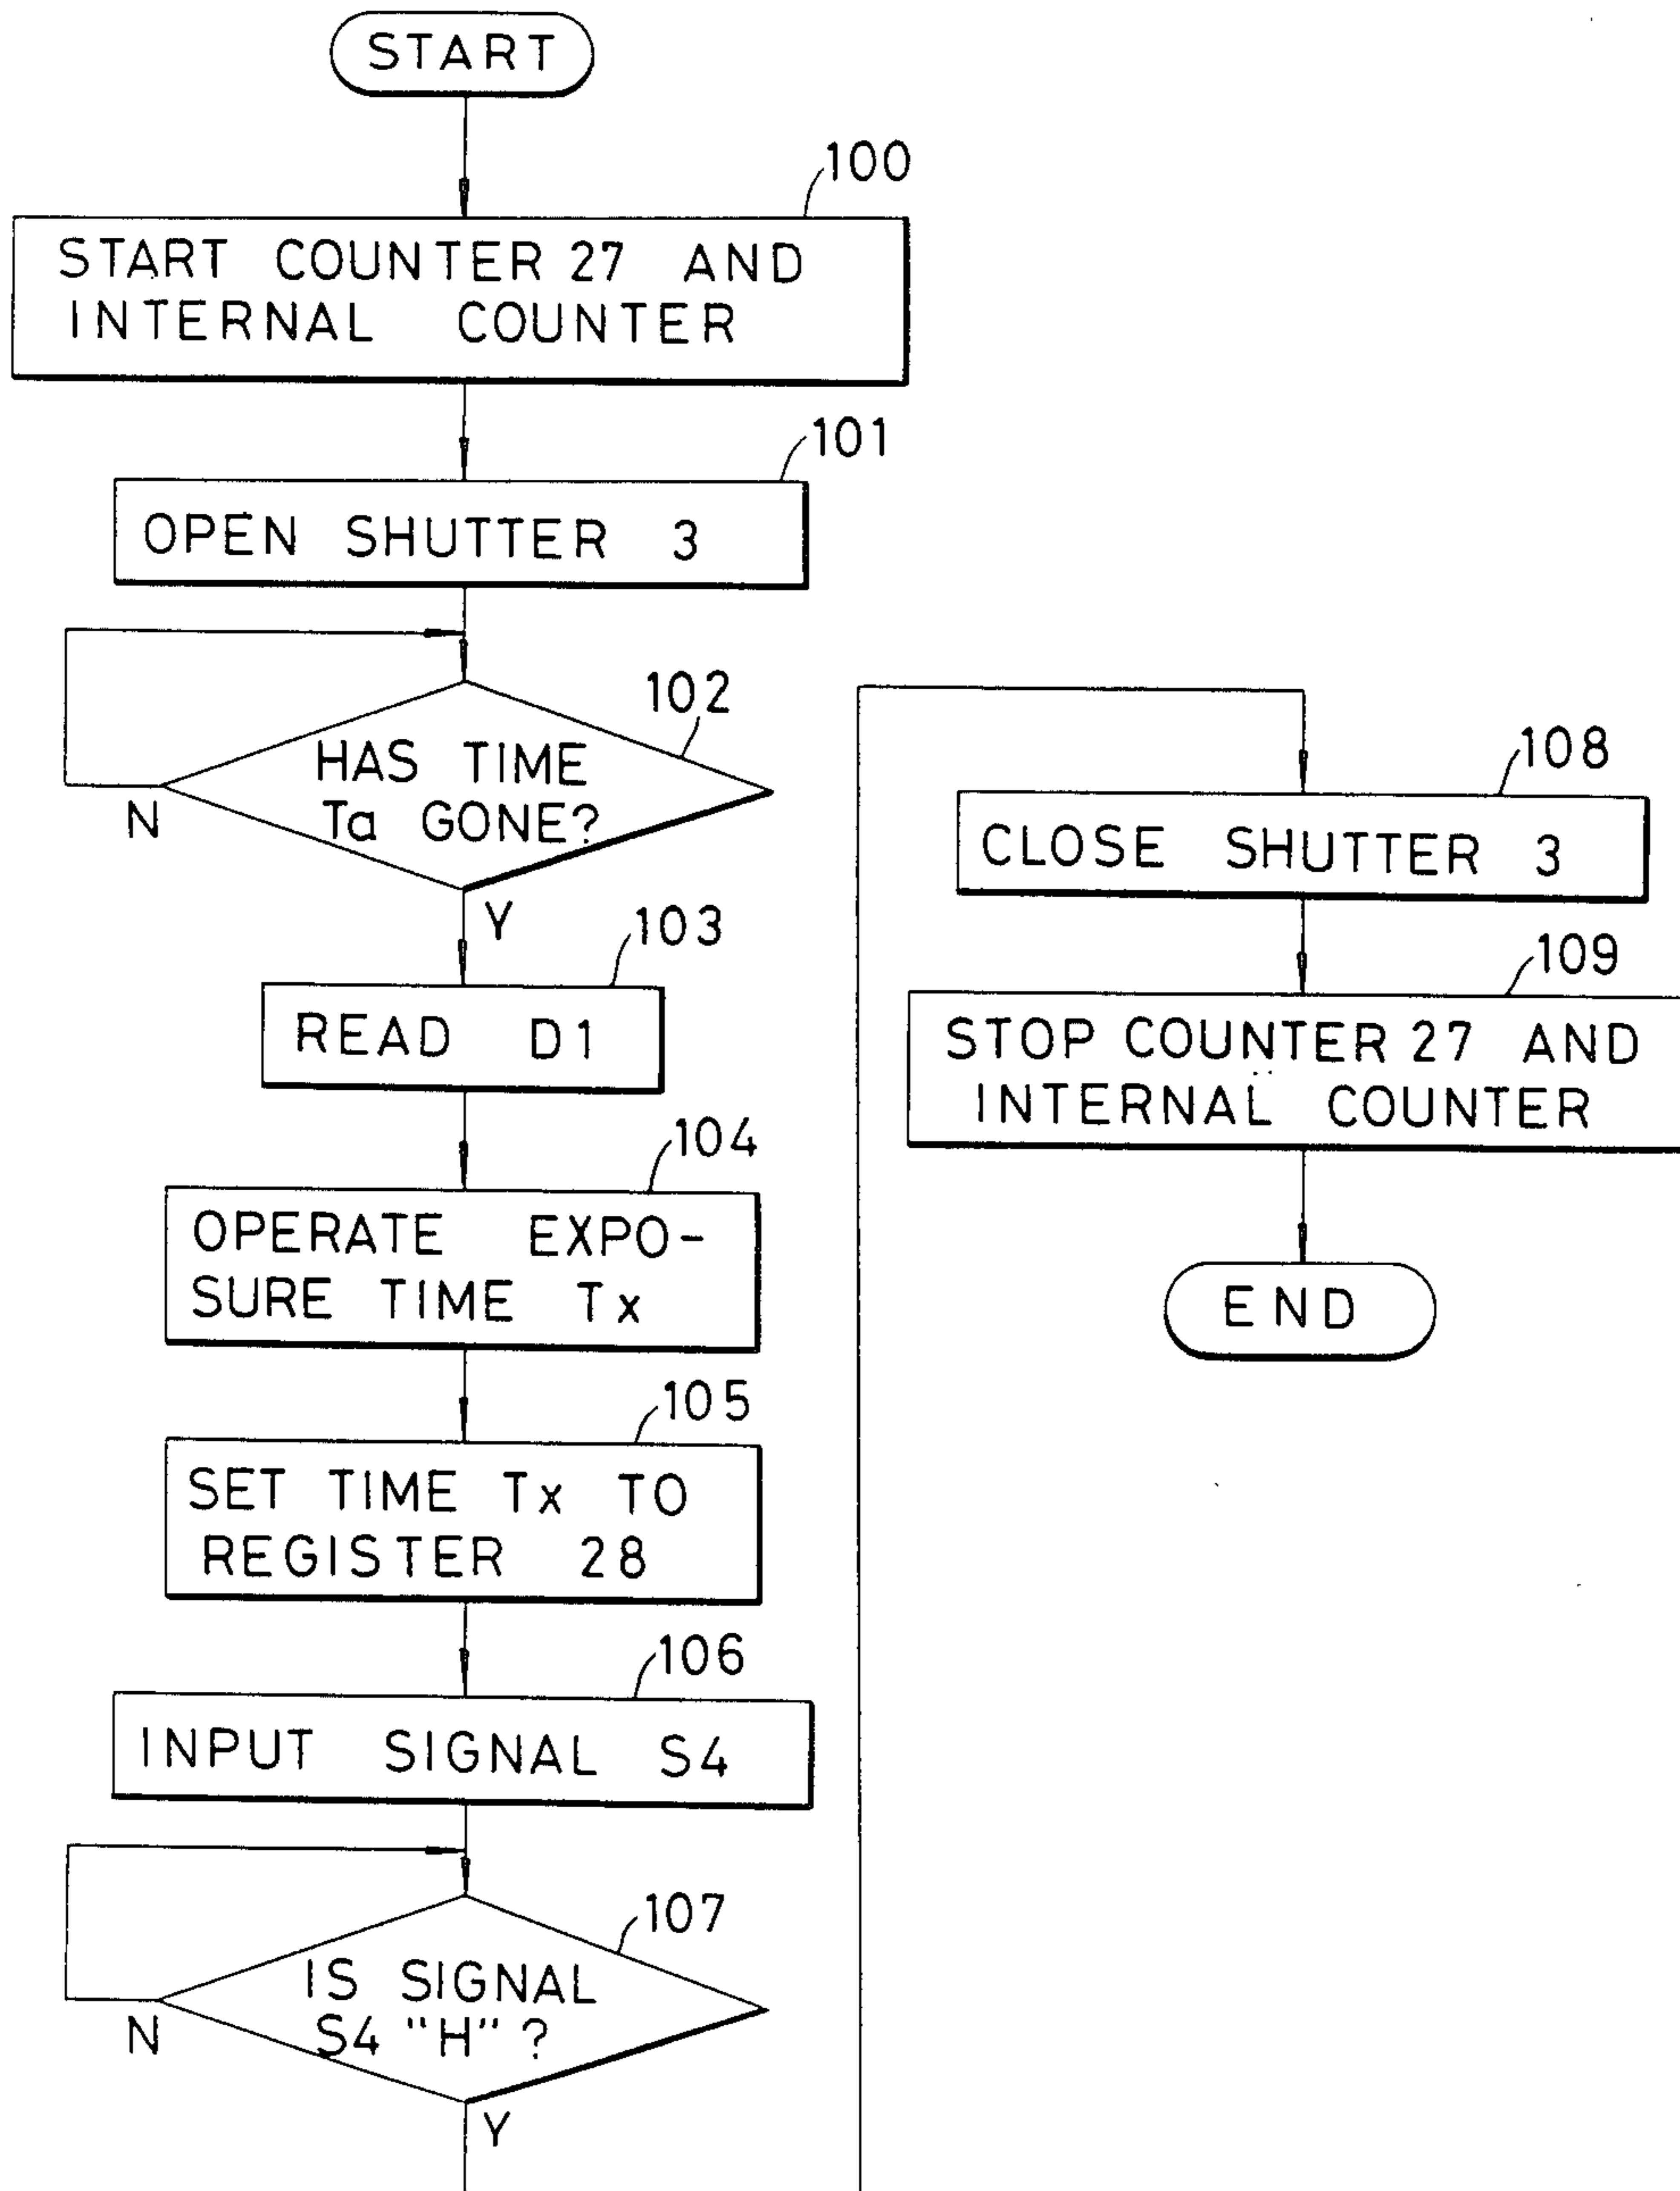 START
100
START COUNTER 27 AND
INTERNAL COUNTER
101
OPEN SHUTTER 3
102
HAS TIME
Ta GONE?
N
Y
103
READ D1
104
OPERATE EXPO-
SURE TIME Tx
105
SET TIME Tx TO
REGISTER 28
106
INPUT SIGNAL S4
107
IS SIGNAL
S4 "H" ?
N
Y
108
CLOSE SHUTTER 3
109
STOP COUNTER 27 AND
INTERNAL COUNTER
END